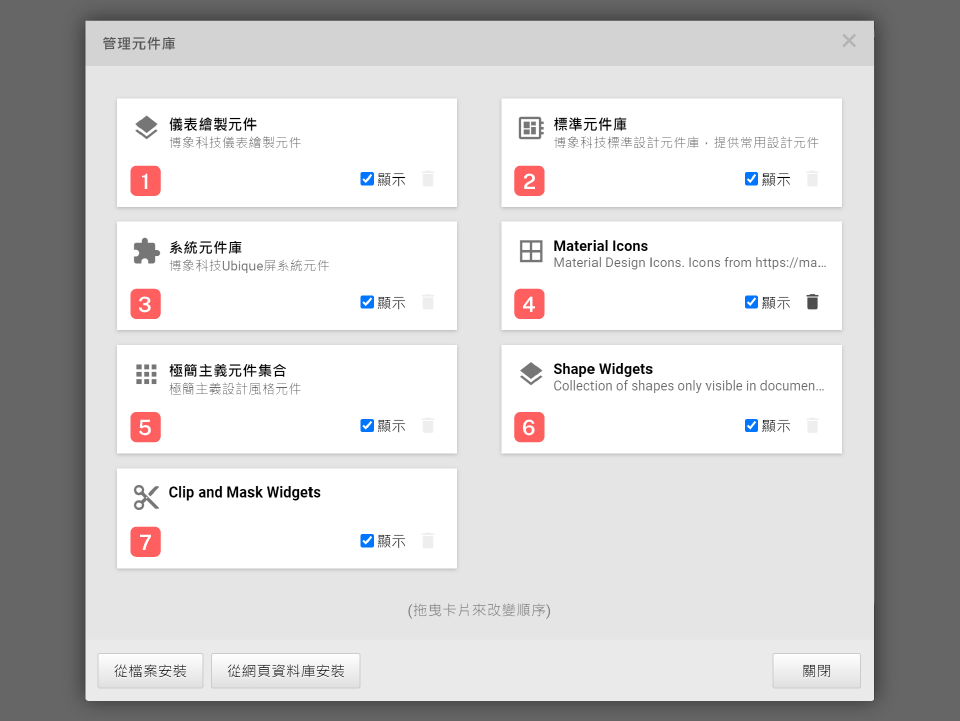 管理元件庫
儀表繪製元件
博象科技儀表繪製元件
1
顯示
標準元件庫
博象科技標準設計元件庫，提供常用設計元件
2
顯示
系統元件庫
博象科技Ubique屏系統元件
3
顯示
Material Icons
Material Design Icons. Icons from https://ma...
4
顯示
極簡主義元件集合
極簡主義設計風格元件
5
顯示
Shape Widgets
Collection of shapes only visible in documen...
6
顯示
Clip and Mask Widgets
7
顯示
(拖曳卡片來改變順序)
從檔案安裝
從網頁資料庫安裝
關閉